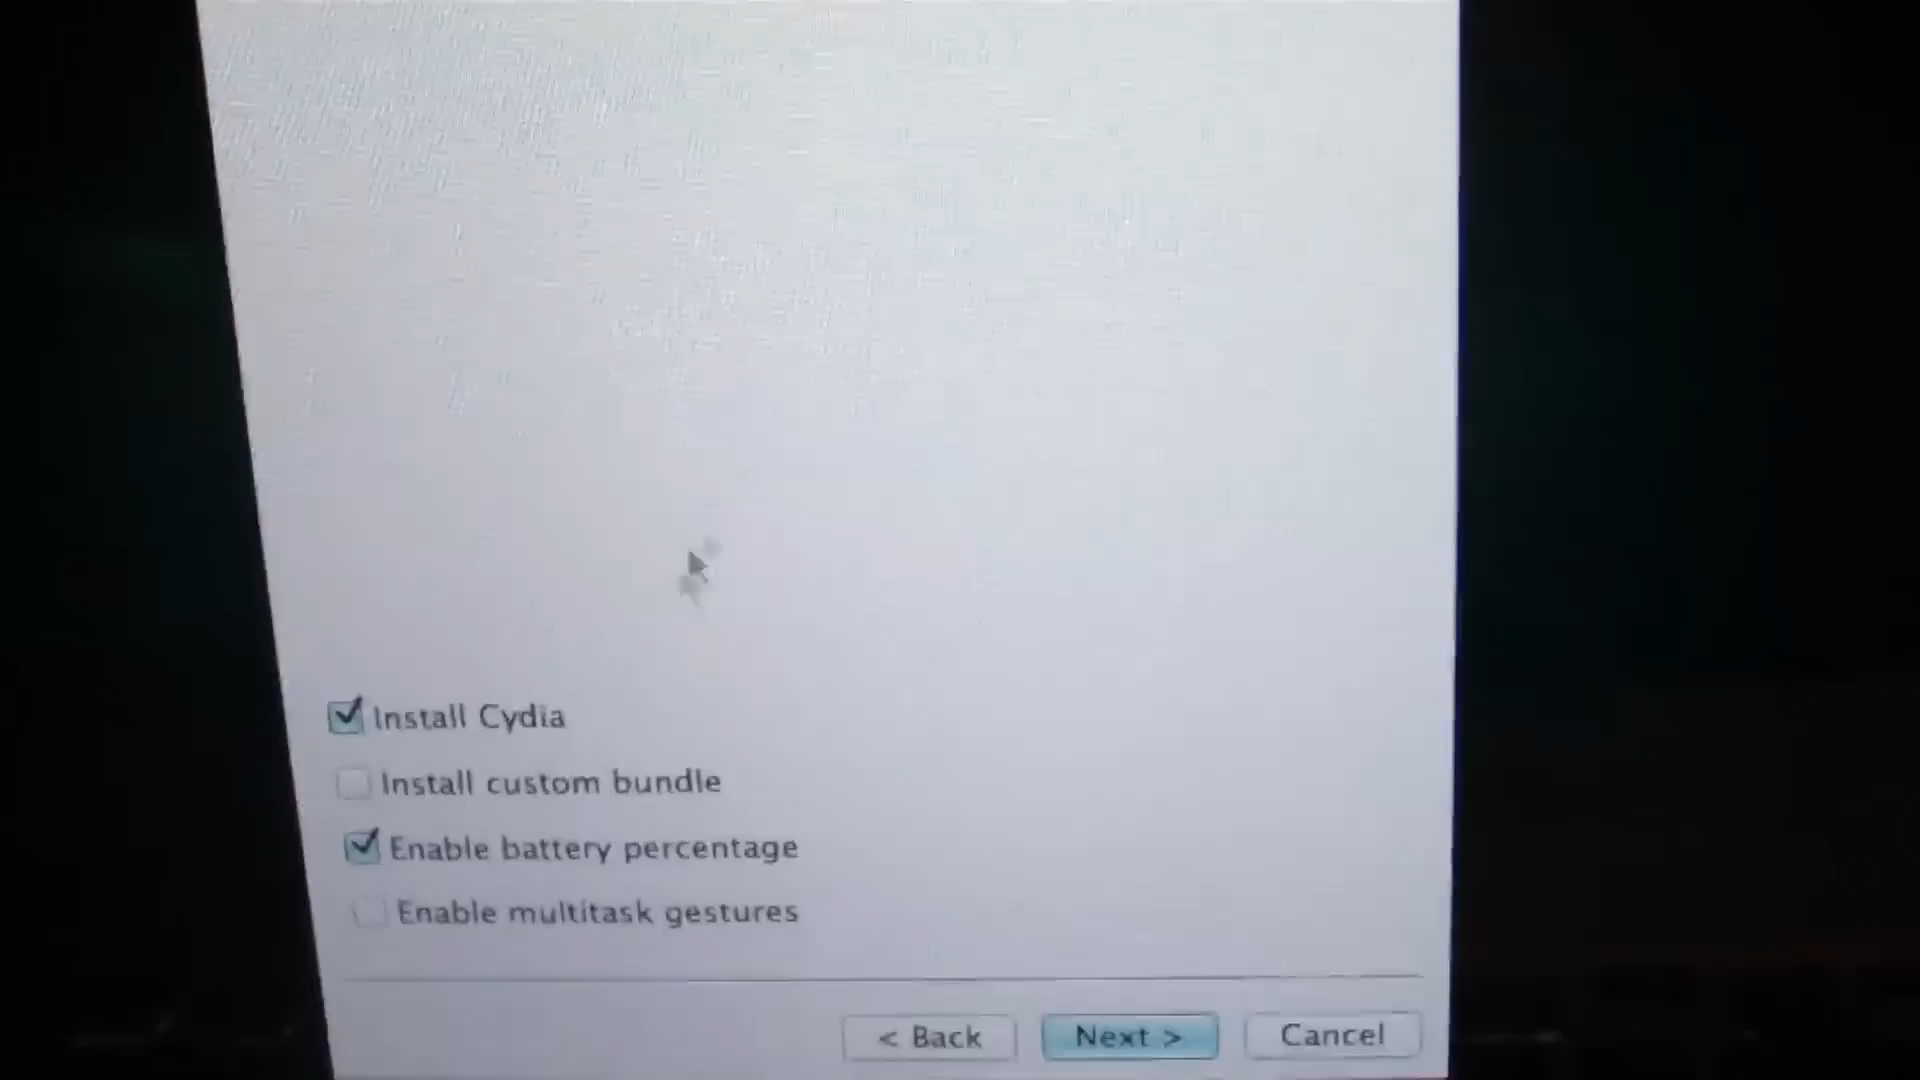 Install Cydia
Install custom bundle
Enable battery percentage
Enable multitask gestures
< Back
Next >
Cancel